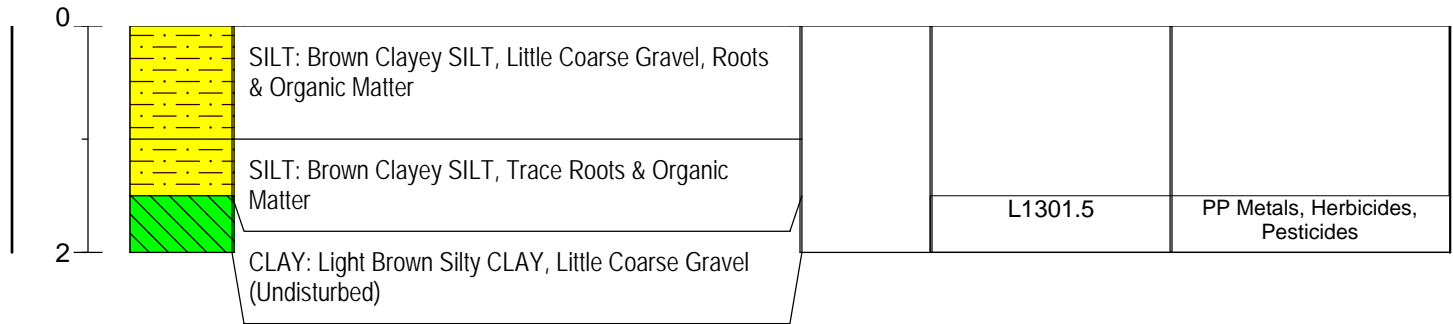 0
SILT: Brown Clayey SILT, Little Coarse Gravel, Roots
& Organic Matter
SILT: Brown Clayey SILT, Trace Roots & Organic
Matter
L1301.5
PP Metals, Herbicides,
Pesticides
2
CLAY: Light Brown Silty CLAY, Little Coarse Gravel
(Undisturbed)